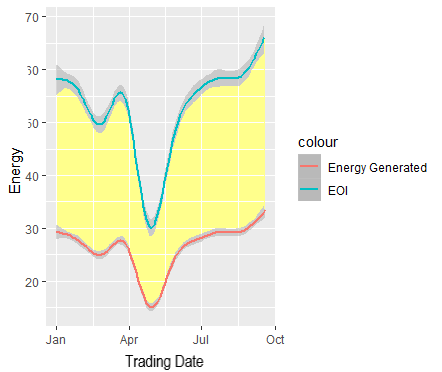 70
60
50
40
30
20
Energy
Jan
Apr
Jul
Oct
Trading Date
colour
Energy Generated
EOI